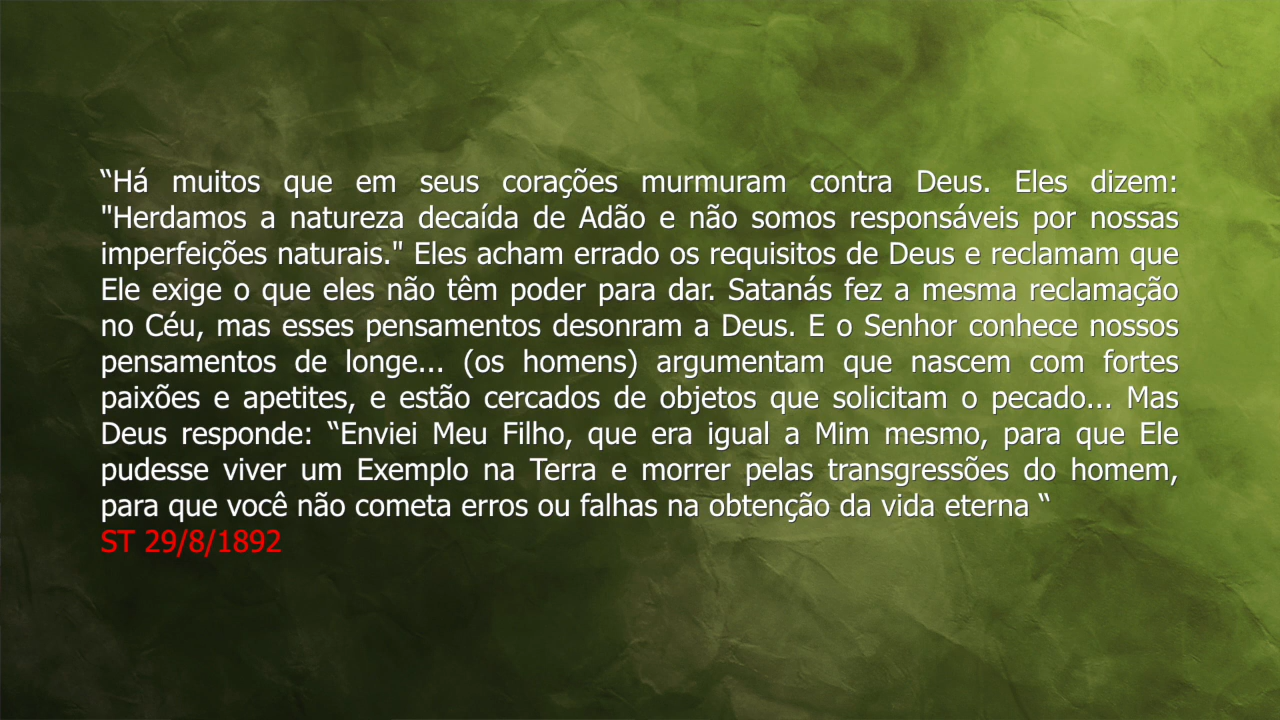 “Há muitos que em seus corações murmuram contra Deus. Eles dizem:
"Herdamos a natureza decaída de Adão e não somos responsáveis por nossas
imperfeições naturais." Eles acham errado os requisitos de Deus e reclamam que
Ele exige o que eles não têm poder para dar. Satanás fez a mesma reclamação
no Céu, mas esses pensamentos desonram a Deus. E o Senhor conhece nossos
pensamentos de longe... (os homens) argumentam que nascem com fortes
paixões e apetites, e estão cercados de objetos que solicitam o pecado... Mas
Deus responde: “Enviei Meu Filho, que era igual a Mim mesmo, para que Ele
pudesse viver um Exemplo na Terra e morrer pelas transgressões do homem,
para que você não cometa erros ou falhas na obtenção da vida eterna “
ST 29/8/1892